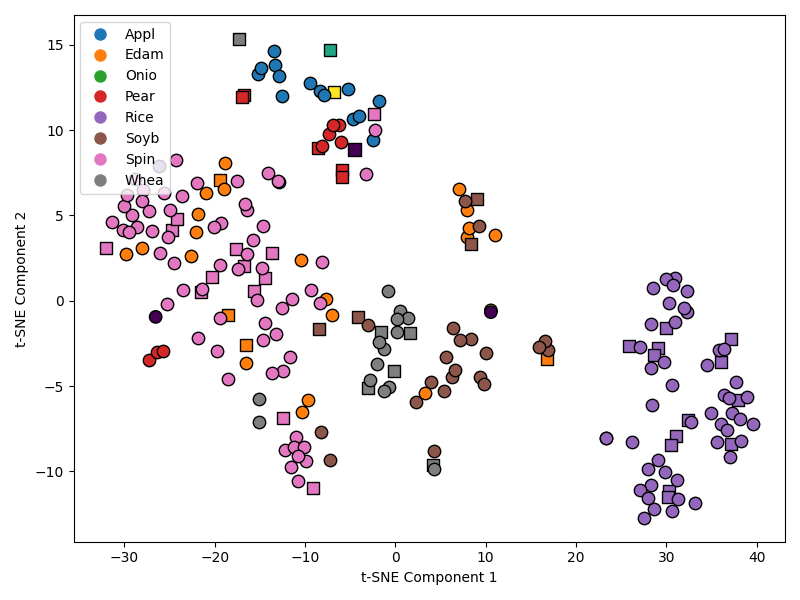 Appl
Edam
Onio
Pear
Rice
Soyb
Spin
Whea
15
10
5
0
−5
−10
t-SNE Component 2
−30 −20 −10 0 10 20 30 40
t-SNE Component 1